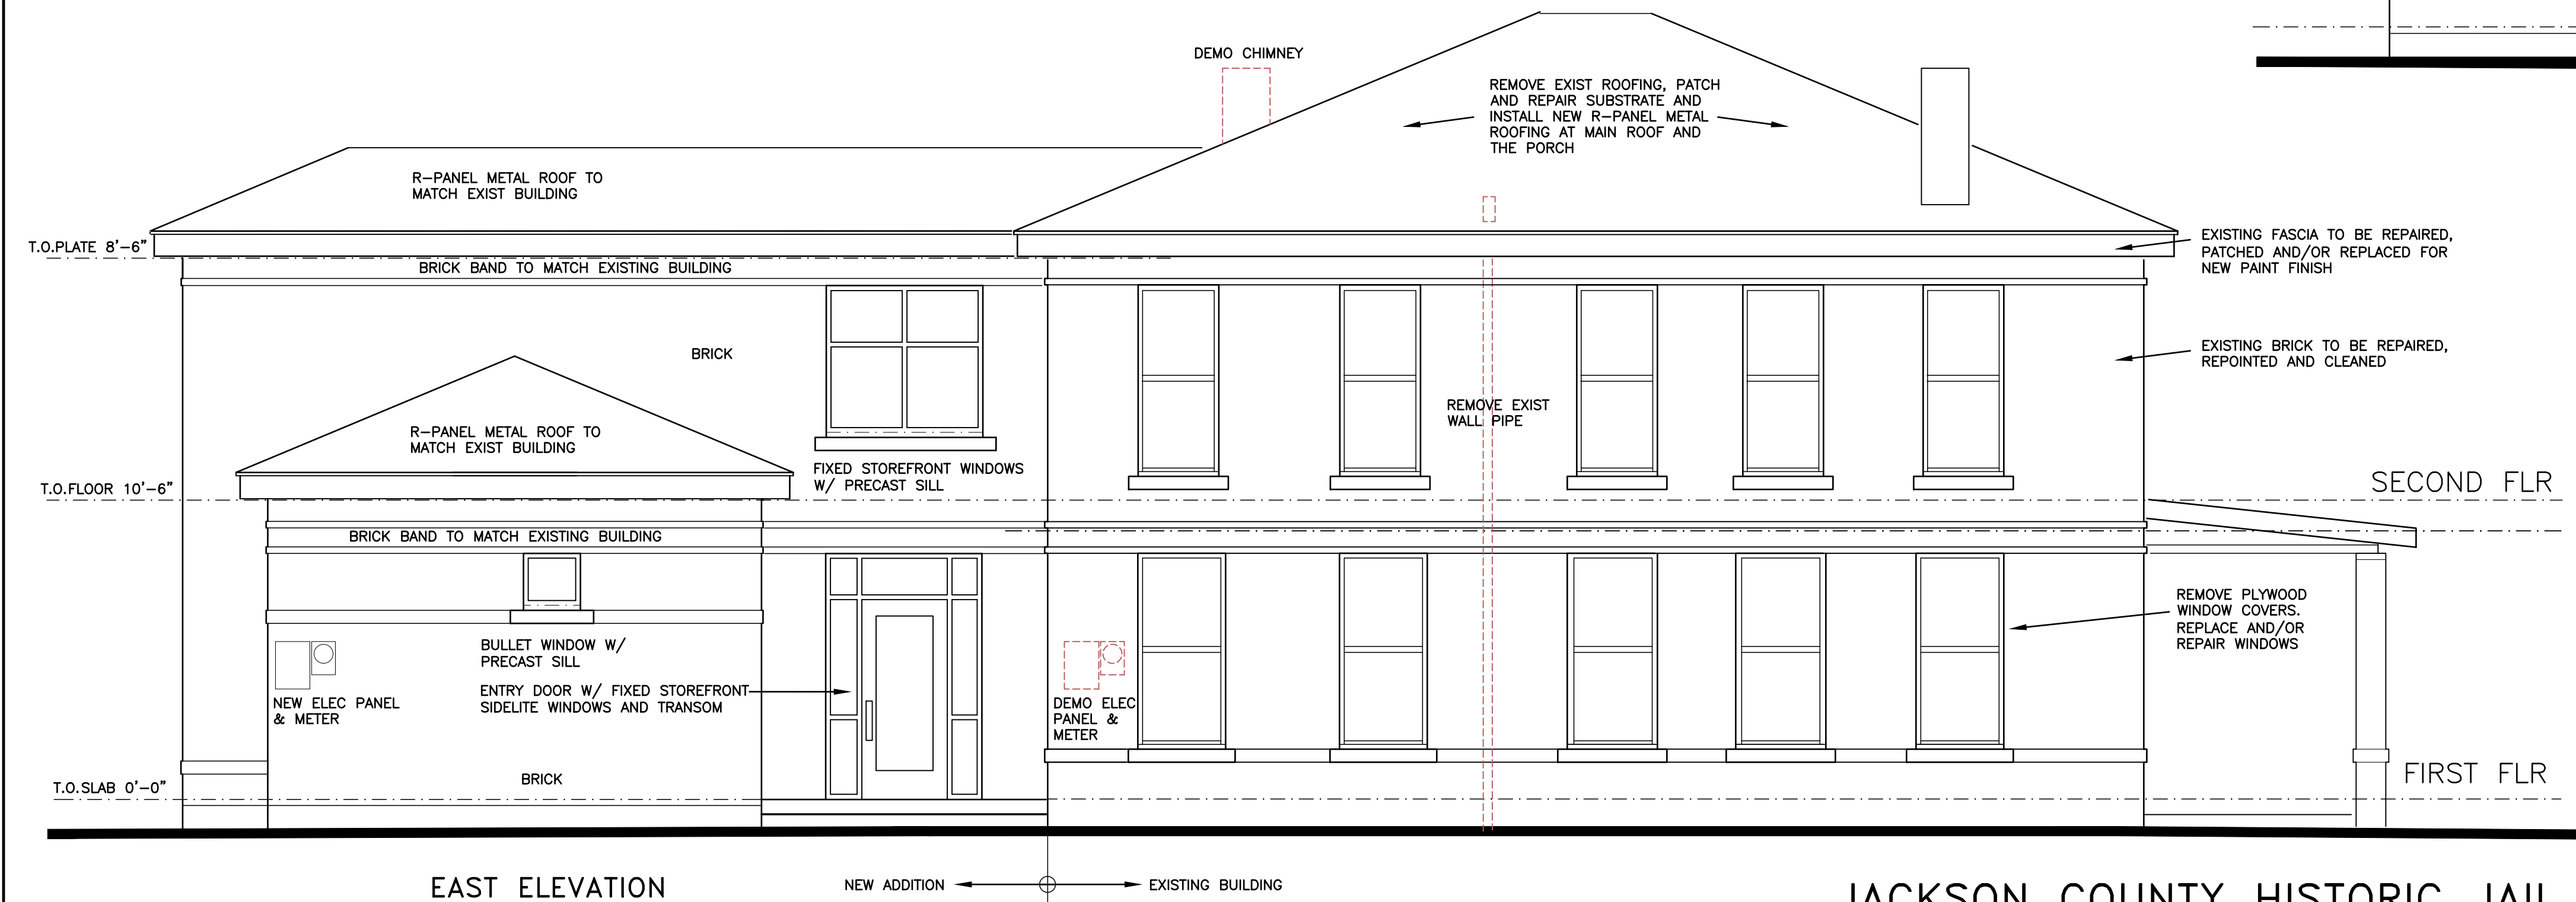 DEMO CHIMNEY
REMOVE EXIST ROOFING, PATCH
AND REPAIR SUBSTRATE AND
INSTALL NEW R-PANEL METAL
ROOFING AT MAIN ROOF AND
THE PORCH
R-PANEL METAL ROOF TO
MATCH EXIST BUILDING
T.O.PLATE 8'-6"
BRICK BAND TO MATCH EXISTING BUILDING
EXISTING FASCIA TO BE REPAIRED,
PATCHED AND/OR REPLACED FOR
NEW PAINT FINISH
BRICK
EXISTING BRICK TO BE REPAIRED,
REPOINTED AND CLEANED
REMOVE EXIST
WALL PIPE
R-PANEL METAL ROOF TO
MATCH EXIST BUILDING
FIXED STOREFRONT WINDOWS
W/ PRECAST SILL
T.O.FLOOR 10'-6"
SECOND FLR
BRICK BAND TO MATCH EXISTING BUILDING
REMOVE PLYWOOD
WINDOW COVERS.
REPLACE AND/OR
REPAIR WINDOWS
BULLET WINDOW W/
PRECAST SILL
ENTRY DOOR W/ FIXED STOREFRONT
SIDELITE WINDOWS AND TRANSOM
NEW ELEC PANEL
& METER
DEMO ELEC
PANEL &
METER
BRICK
T.O.SLAB 0'-0"
FIRST FLR
EAST ELEVATION
NEW ADDITION
EXISTING BUILDING
JACKSON COUNTY HISTORIC JAIL